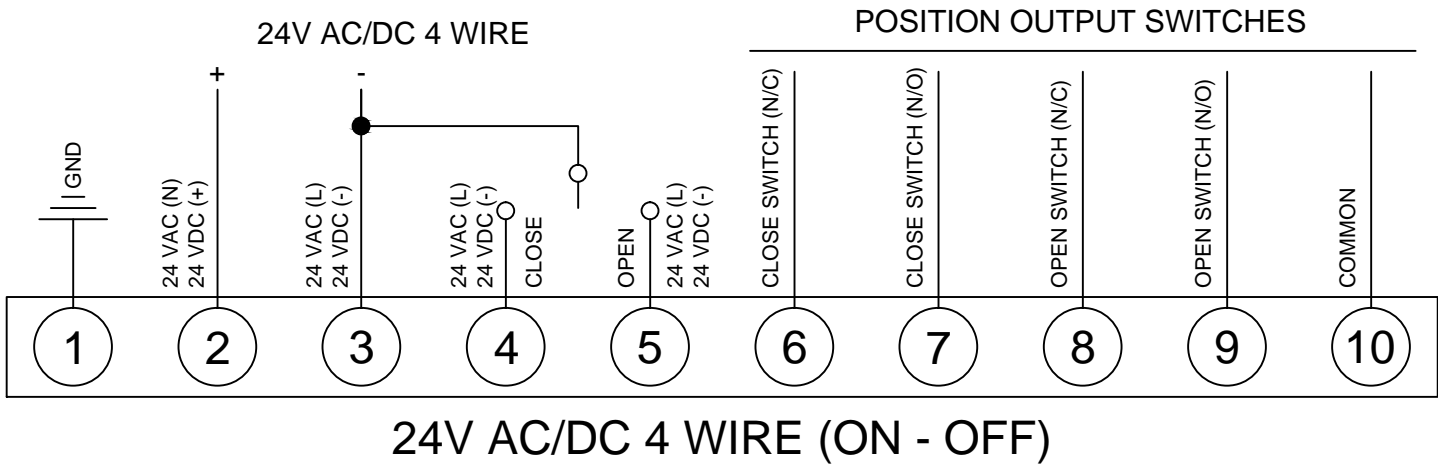 24V AC/DC 4 WIRE
POSITION OUTPUT SWITCHES
+
-
GND
24 VAC (N)
24 VDC (+)
24 VAC (L)
24 VDC (-)
24 VAC (L)
24 VDC (-)
CLOSE
OPEN
24 VAC (L)
24 VDC (-)
CLOSE SWITCH (N/C)
CLOSE SWITCH (N/O)
OPEN SWITCH (N/C)
OPEN SWITCH (N/O)
COMMON
1
2
3
4
5
6
7
8
9
10
24V AC/DC 4 WIRE (ON - OFF)